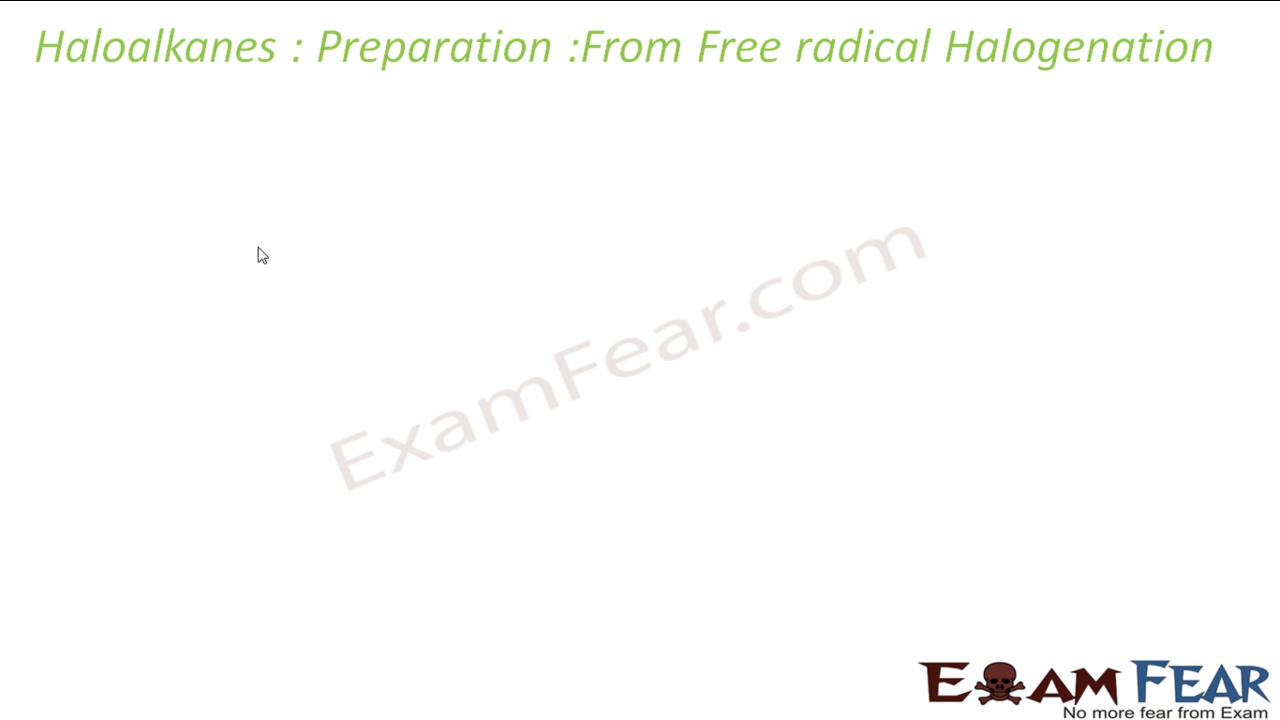 Haloalkanes : Preparation :From Free radical Halogenation
ExamFear.com
EXAM FEAR
No more fear from Exam